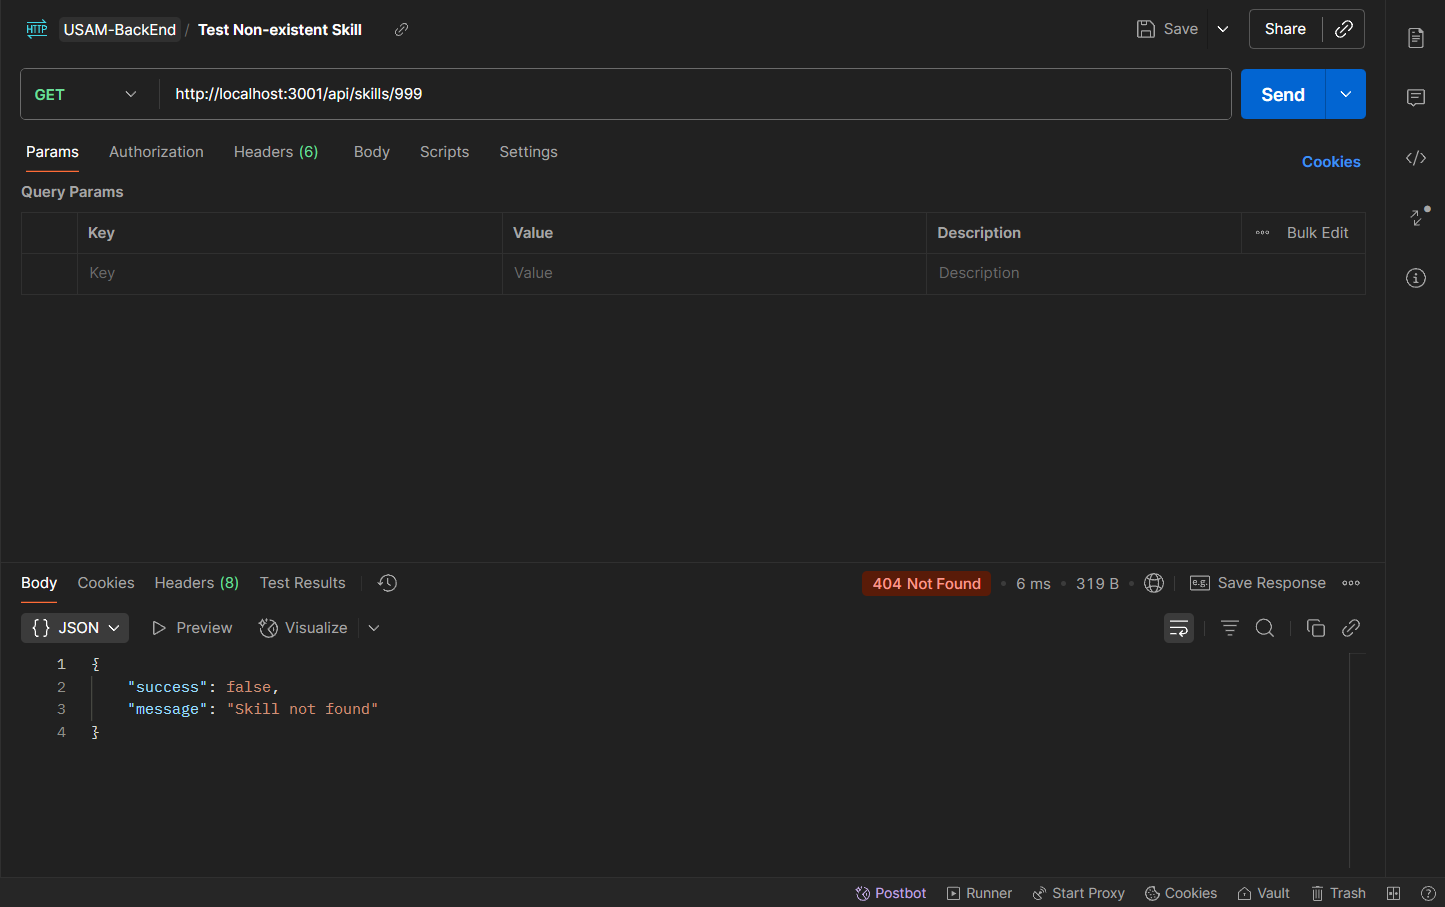 HTTP USAM-BackEnd / Test Non-existent Skill Save Share
GET http://localhost:3001/api/skills/999 Send
Params Authorization Headers (6) Body Scripts Settings Cookies
Query Params
Key Value Description Bulk Edit
Key Value Description
Body Cookies Headers (8) Test Results 404 Not Found 6 ms 319 B e.g. Save Response
{} JSON Preview Visualize
1 {
2 "success": false,
3 "message": "Skill not found"
4 }
Postbot Runner Start Proxy Cookies Vault Trash